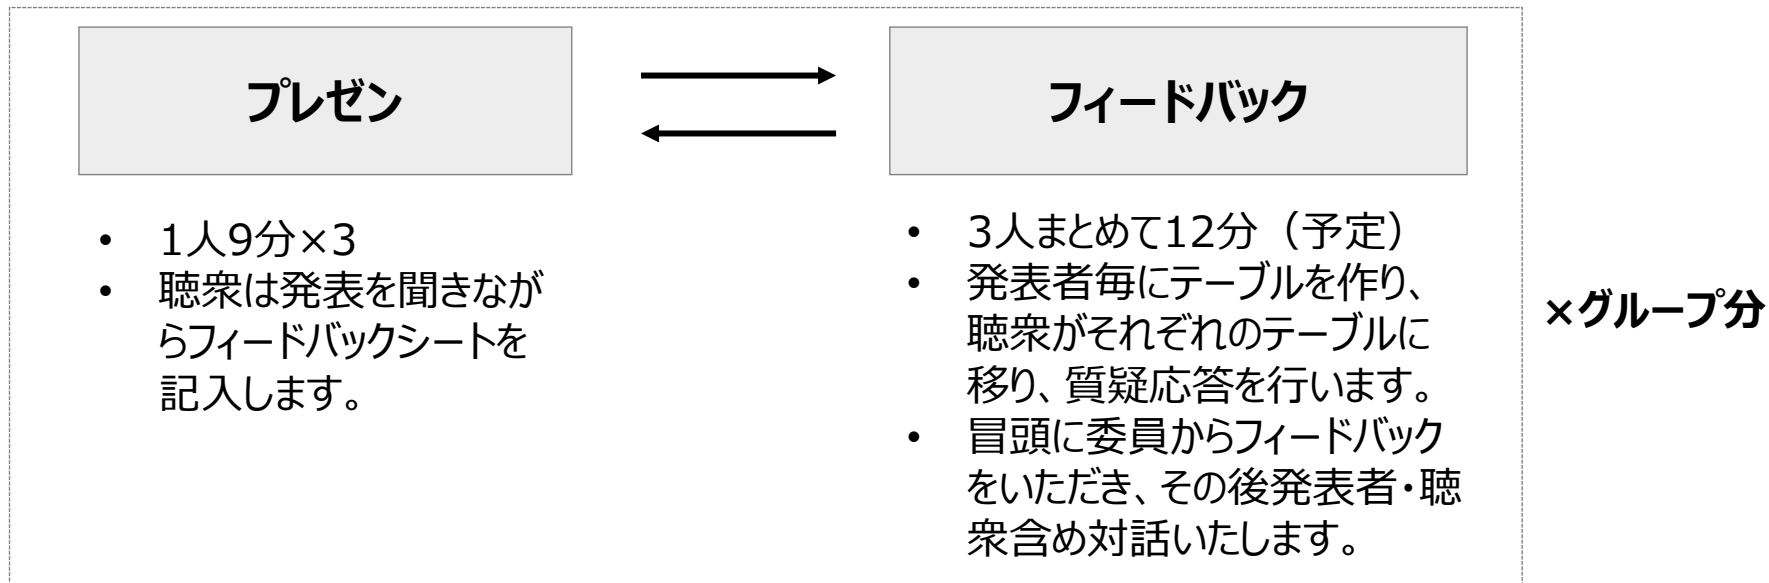 プレゼン
• 1人9分×3
• 聴衆は発表を聞きなが
らフィードバックシートを
記入します。
フィードバック
• 3人まとめて12分（予定）
• 発表者毎にテーブルを作り、
聴衆がそれぞれのテーブルに
移り、質疑応答を行います。
• 冒頭に委員からフィードバック
をいただき、その後発表者・聴
衆含め対話いたします。
×グループ分